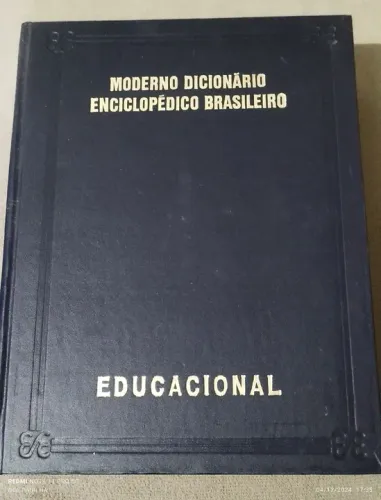 MODERNO DICIONÁRIO
ENCICLOPÉDICO BRASILEIRO
EDUCACIONAL